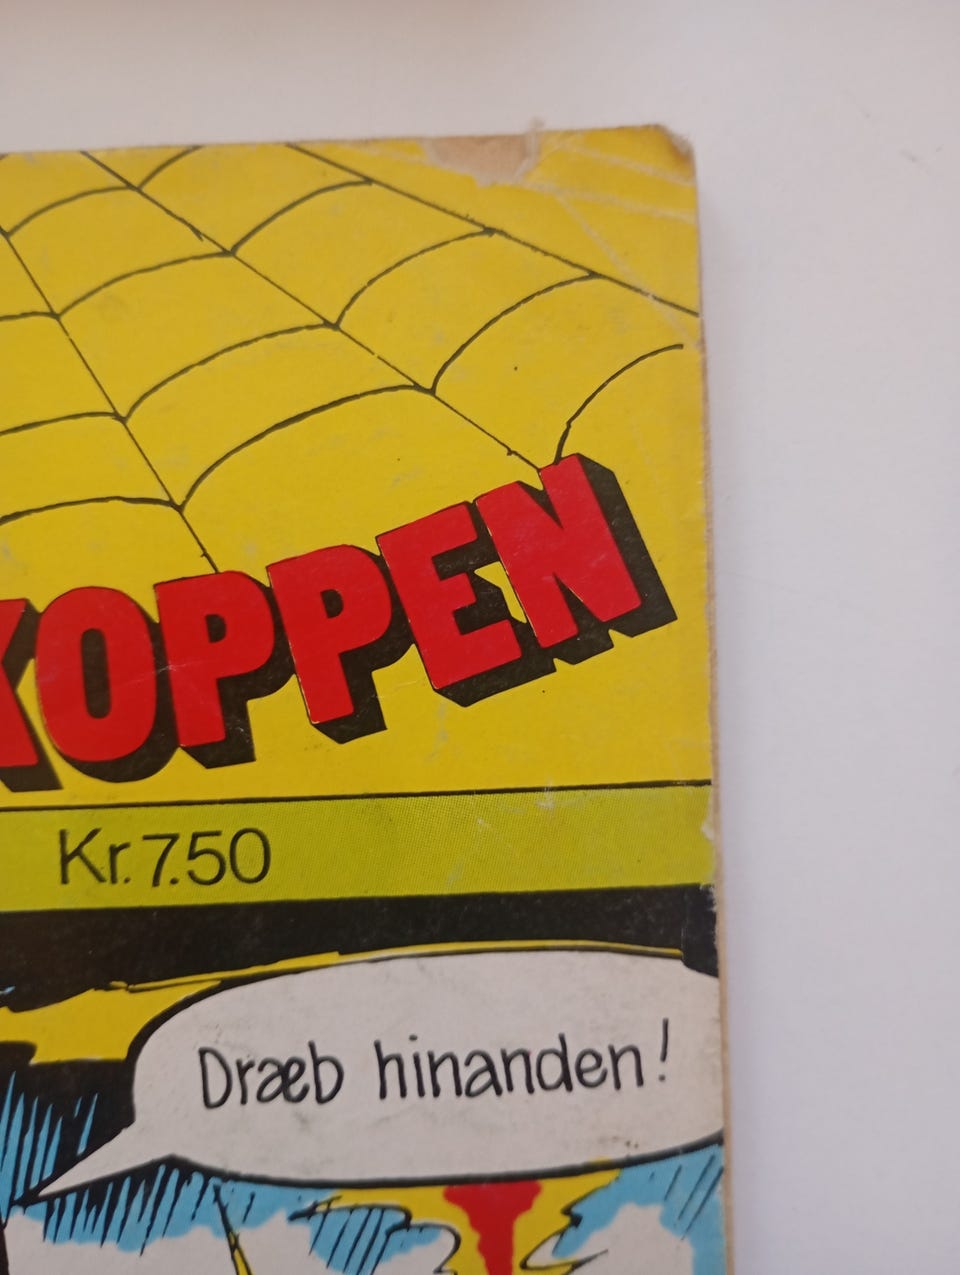 KOPPEN
Kr. 7.50
Dræb hinanden!